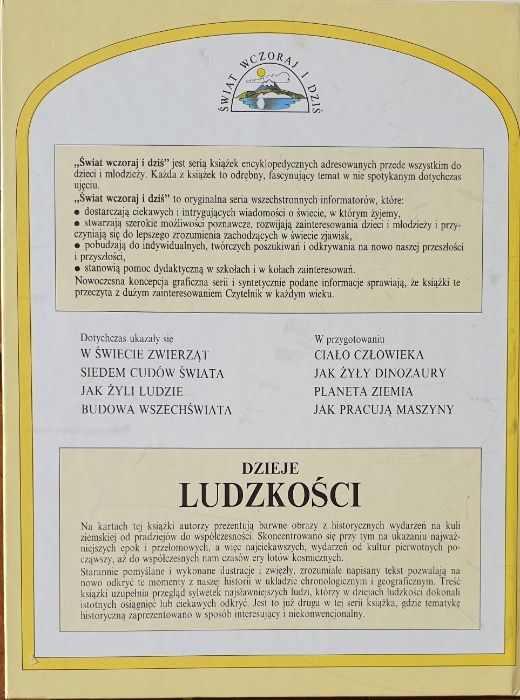 ŚWIAT WCZORAJ I DZIŚ
„Świat wczoraj i dziś” jest serią książek encyklopedycznych adresowanych przede wszystkim do
dzieci i młodzieży. Każda z książek to odrębny, fascynujący temat w nie spotykanym dotychczas
ujęciu.
„Świat wczoraj i dziś” to oryginalna seria wszechstronnych informatorów, które:
● dostarczają ciekawych i intrygujących wiadomości o świecie, w którym żyjemy,
● stwarzają szerokie możliwości poznawcze, rozwijają zainteresowania dzieci i młodzieży i przy-
czyniają się do lepszego zrozumienia zachodzących w świecie zjawisk,
● pobudzają do indywidualnych, twórczych poszukiwań i odkrywania na nowo naszej przeszłości
i przyszłości,
● stanowią pomoc dydaktyczną w szkołach i w kołach zainteresowań.
Nowoczesna koncepcja graficzna serii i syntetycznie podane informacje sprawiają, że książki te
przeczyta z dużym zainteresowaniem Czytelnik w każdym wieku.
Dotychczas ukazały się
W ŚWIECIE ZWIERZĄT
SIEDEM CUDÓW ŚWIATA
JAK ŻYLI LUDZIE
BUDOWA WSZECHŚWIATA
W przygotowaniu
CIAŁO CZŁOWIEKA
JAK ŻYŁY DINOZAURY
PLANETA ZIEMIA
JAK PRACUJĄ MASZYNY
DZIEJE
LUDZKOŚCI
Na kartach tej książki autorzy prezentują barwne obrazy z historycznych wydarzeń na kuli
ziemskiej od pradziejów do współczesności. Skoncentrowano się przy tym na ukazaniu najważ-
niejszych epok i przełomowych, a więc najciekawszych, wydarzeń od kultur pierwotnych po-
cząwszy, aż do współczesnych nam czasów ery lotów kosmicznych.
Starannie pomyślane i wykonane ilustracje i zwięzły, zrozumiale napisany tekst pozwalają na
nowo odkryć te momenty z naszej historii w układzie chronologicznym i geograficznym. Treść
książki uzupełnia przegląd sylwetek najsławniejszych ludzi, którzy w dziejach ludzkości dokonali
istotnych osiągnięć lub ciekawych odkryć. Jest to już druga w tej serii książka, gdzie tematykę
historyczną zaprezentowano w sposób interesujący i niekonwencjonalny.